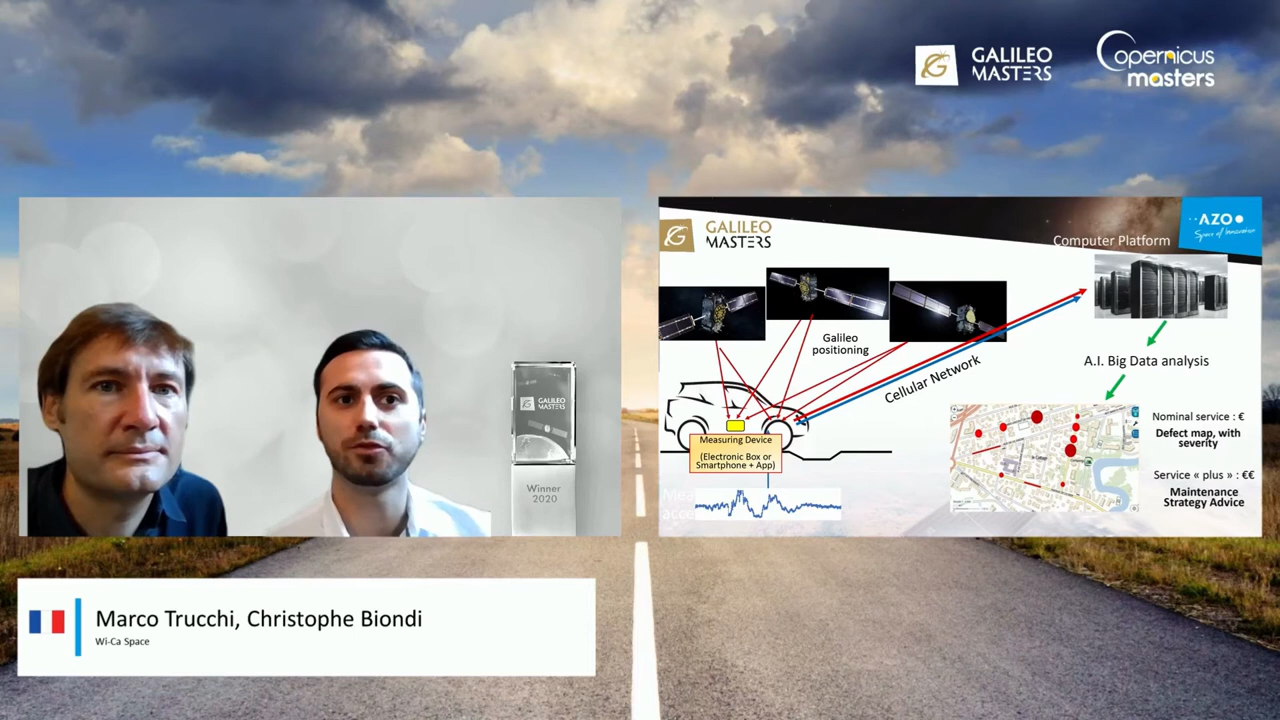 GALILEO
MASTERS
Copernicus
masters
GALILEO
MASTERS
Winner
2020
GALILEO
MASTERS
AZO
Space of Innovation
Computer Platform
Galileo
positioning
Cellular Network
A.I. Big Data analysis
Measuring Device
(Electronic Box or
Smartphone + App)
Nominal service : €
Defect map, with
severity
Service « plus » : €€
Maintenance
Strategy Advice
Marco Trucchi, Christophe Biondi
Wi-Ca Space